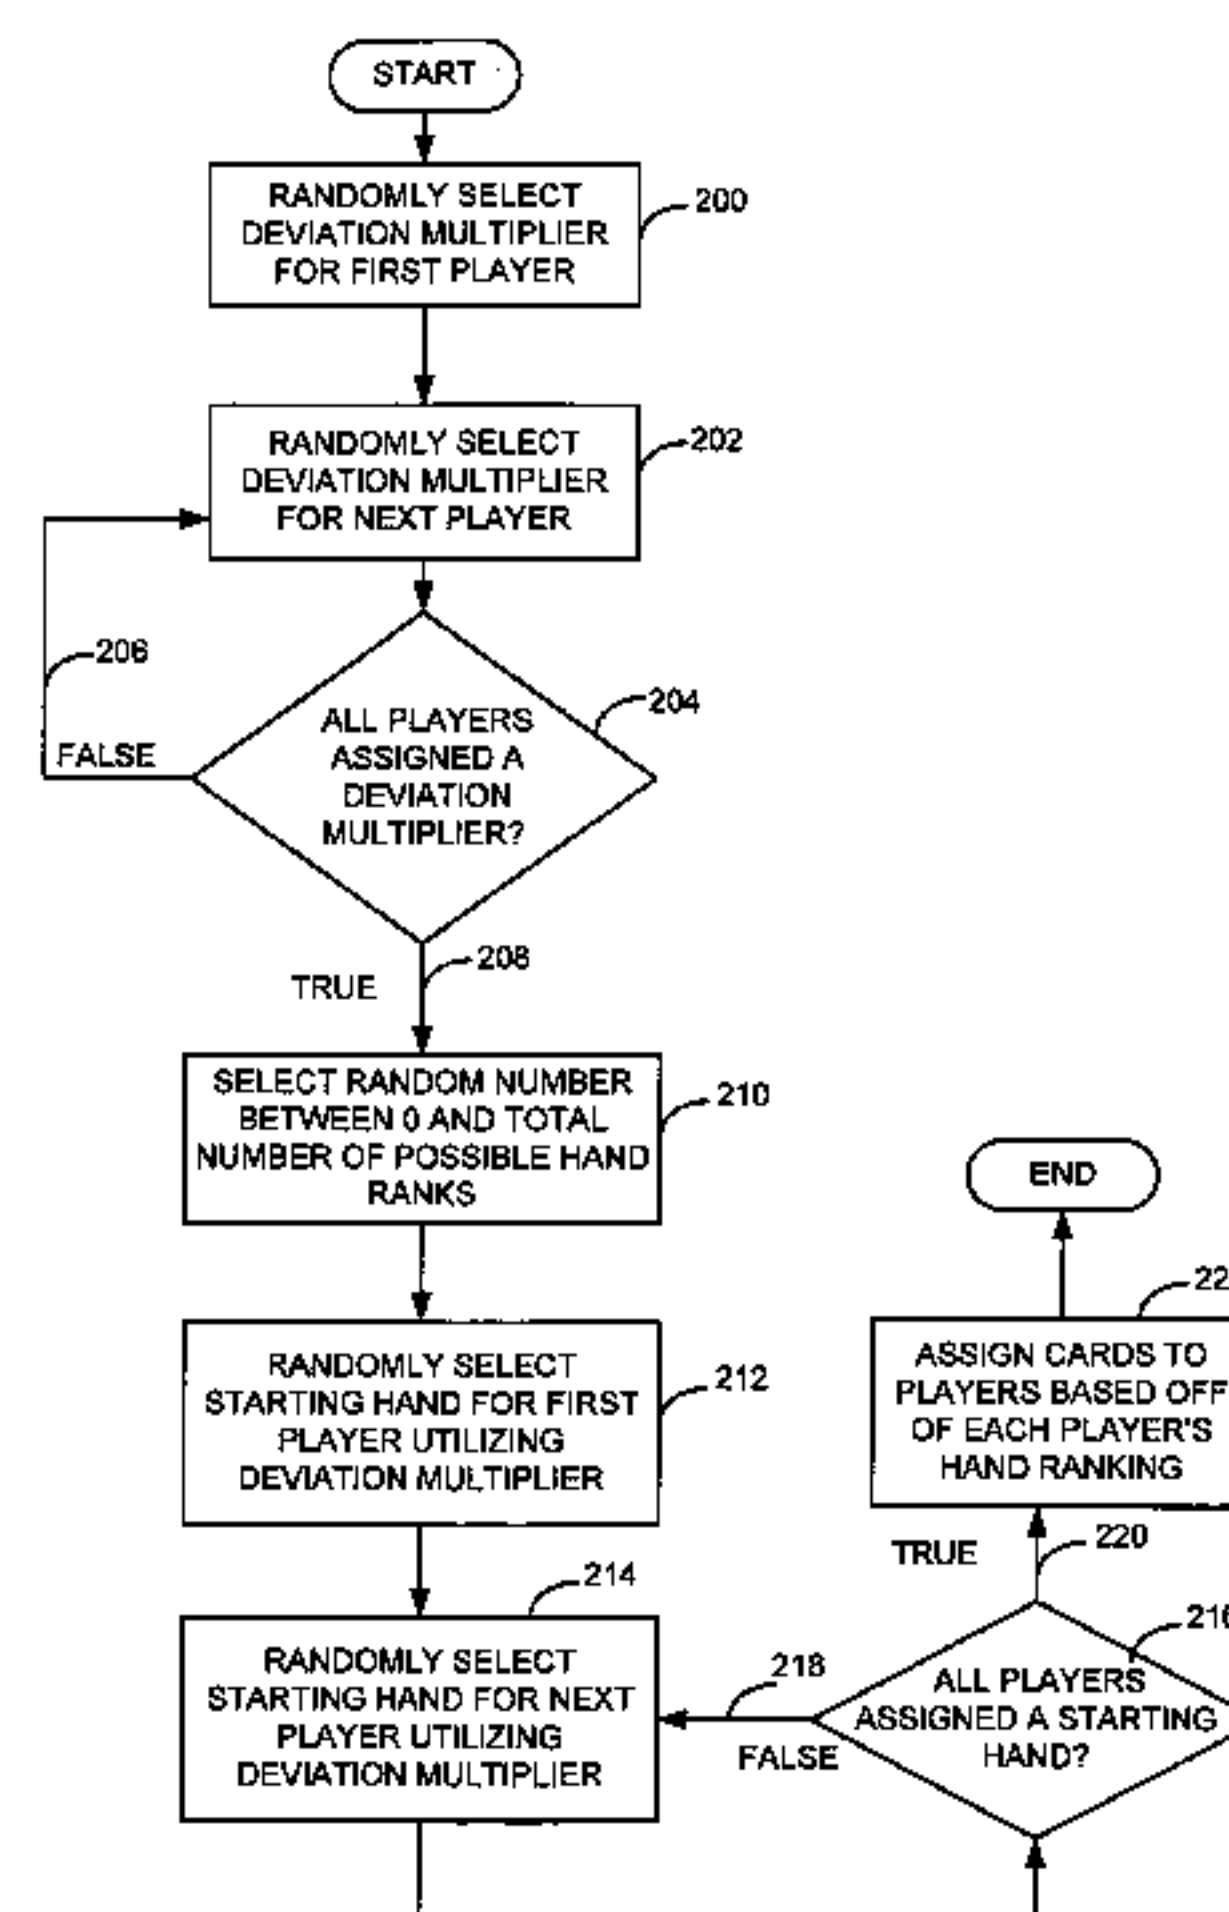 START
RANDOMLY SELECT
DEVIATION MULTIPLIER
FOR FIRST PLAYER
200
RANDOMLY SELECT
DEVIATION MULTIPLIER
FOR NEXT PLAYER
202
206
FALSE
ALL PLAYERS
ASSIGNED A
DEVIATION
MULTIPLIER?
204
TRUE
208
SELECT RANDOM NUMBER
BETWEEN 0 AND TOTAL
NUMBER OF POSSIBLE HAND
RANKS
210
RANDOMLY SELECT
STARTING HAND FOR FIRST
PLAYER UTILIZING
DEVIATION MULTIPLIER
212
RANDOMLY SELECT
STARTING HAND FOR NEXT
PLAYER UTILIZING
DEVIATION MULTIPLIER
214
218
FALSE
ALL PLAYERS
ASSIGNED A STARTING
HAND?
216
TRUE
220
ASSIGN CARDS TO
PLAYERS BASED OFF
OF EACH PLAYER'S
HAND RANKING
END